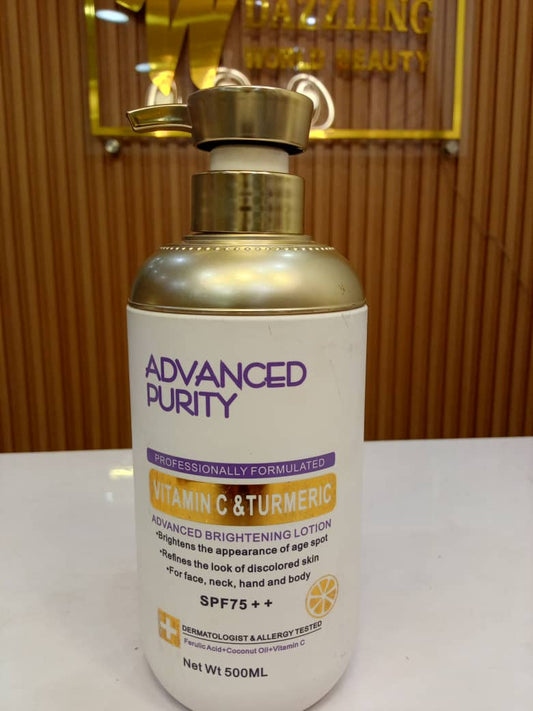 DAZZLING
WORLD BEAUTY
ADVANCED
PURITY
PROFESSIONALLY FORMULATED
VITAMIN C &TURMERIC
ADVANCED BRIGHTENING LOTION
•Brightens the appearance of age spot
•Refines the look of discolored skin
•For face, neck, hand and body
SPF75 + +
DERMATOLOGIST & ALLERGY TESTED
Ferulic Acid+Coconut Oil+Vitamin C
Net Wt 500ML